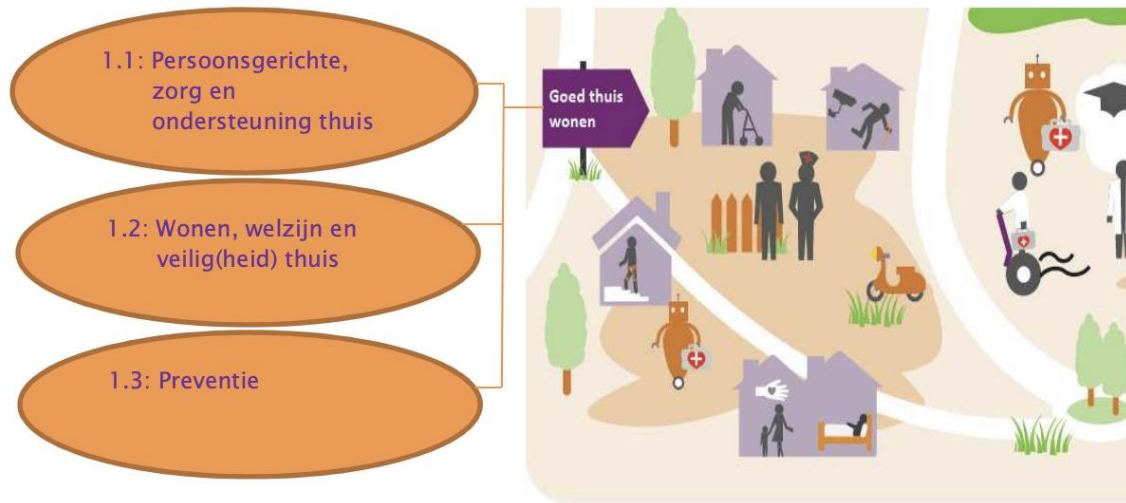 1.1: Persoonsgerichte,
zorg en
ondersteuning thuis
1.2: Wonen, welzijn en
veilig(heid) thuis
1.3: Preventie
Goed thuis
wonen